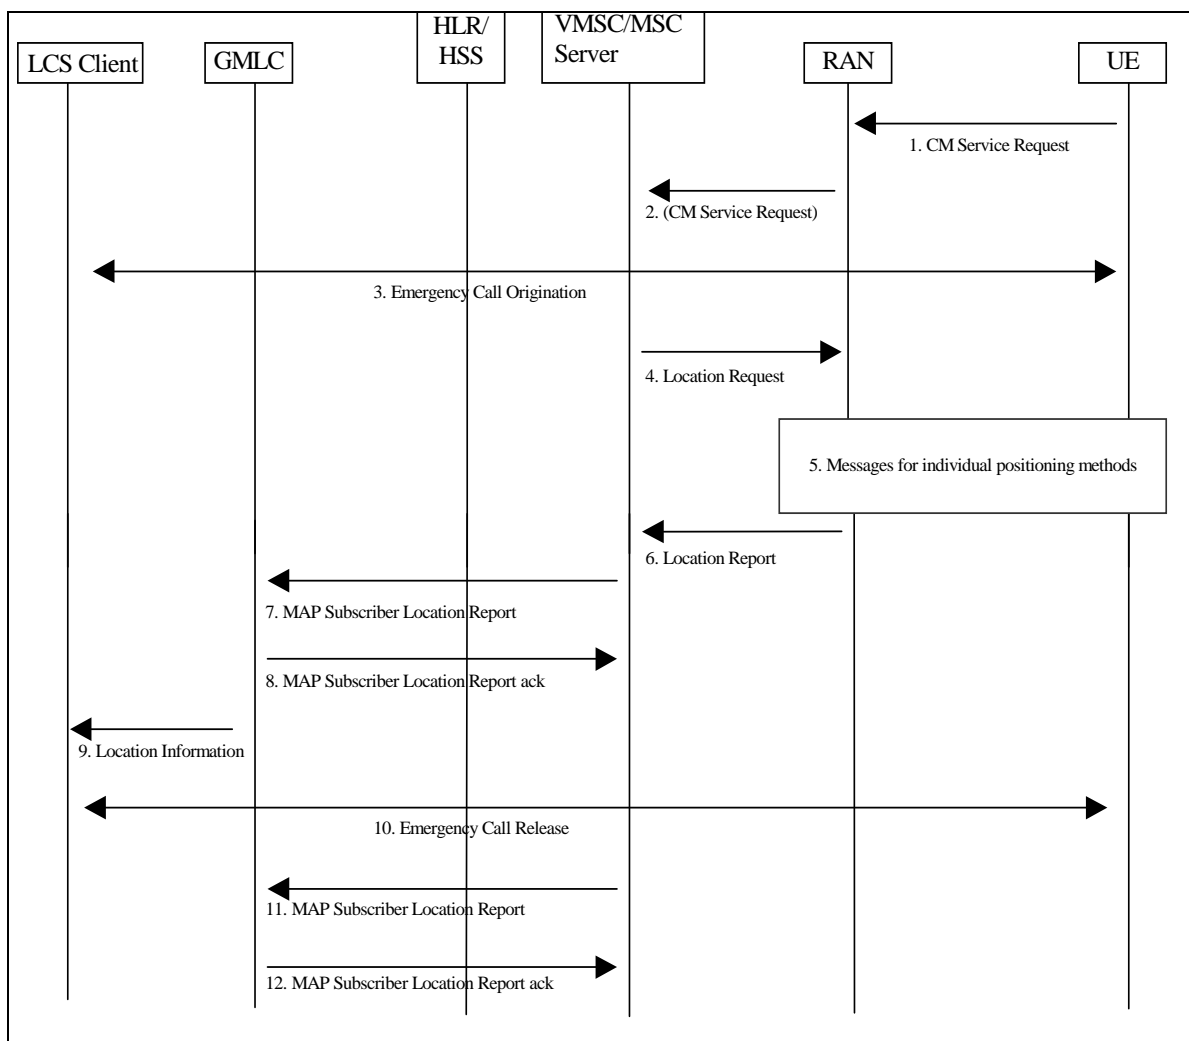 HLR/
HSS
VMSC/MSC
Server
LCS Client
GMLC
RAN
UE
1. CM Service Request
2. (CM Service Request)
3. Emergency Call Origination
4. Location Request
5. Messages for individual positioning methods
6. Location Report
7. MAP Subscriber Location Report
8. MAP Subscriber Location Report ack
9. Location Information
10. Emergency Call Release
11. MAP Subscriber Location Report
12. MAP Subscriber Location Report ack